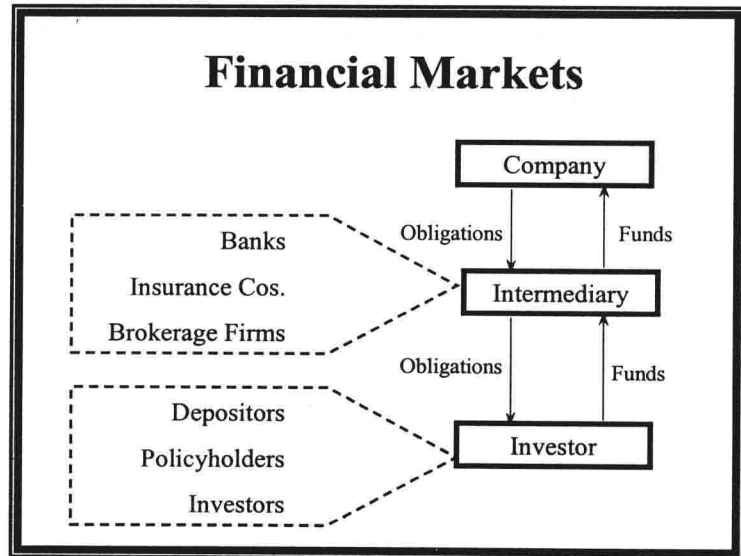 Financial Markets
Company
Obligations
Funds
Banks
Insurance Cos.
Brokerage Firms
Intermediary
Obligations
Funds
Depositors
Policyholders
Investors
Investor